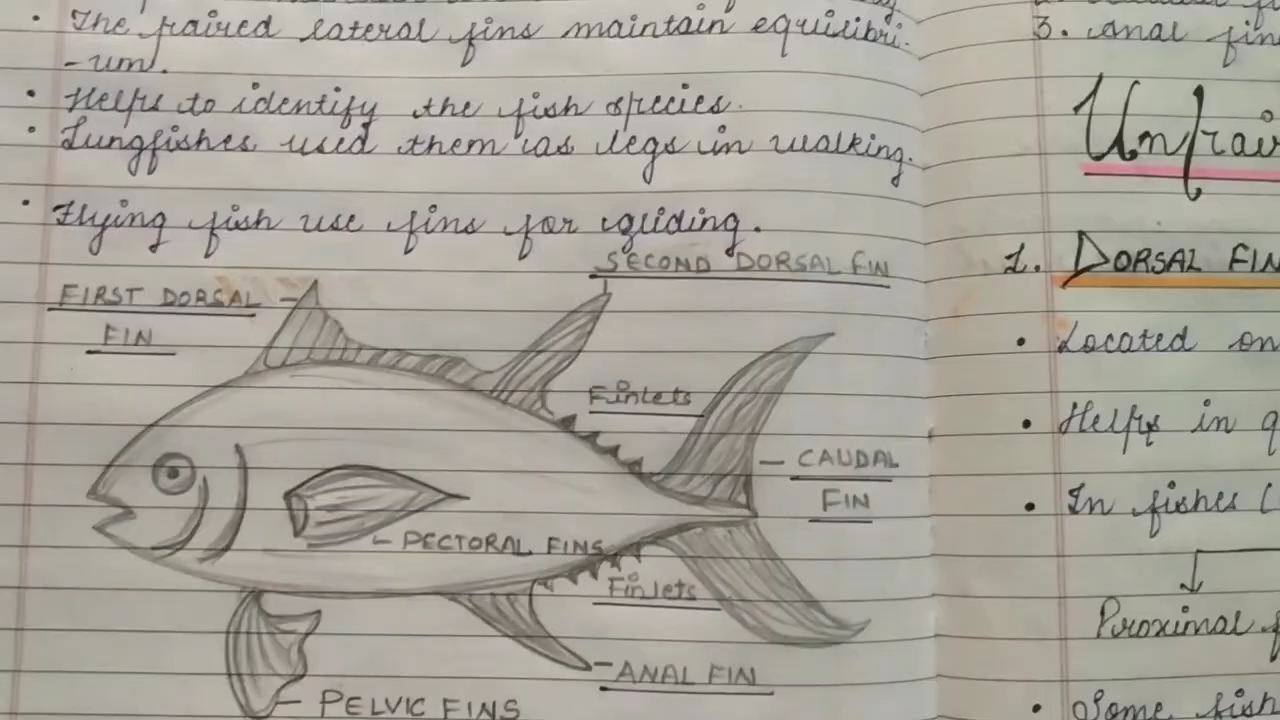 • The paired lateral fins maintain equilibri-
-um.
• Helps to identify the fish species.
• Lungfishes used them as legs in walking.
• Flying fish use fins for gliding.
SECOND DORSAL FIN
FIRST DORSAL
FIN
Finlets
CAUDAL
FIN
PECTORAL FINS
Finlets
ANAL FIN
PELVIC FINS
3. Anal fin
Unpair
1. DORSAL FIN
• Located on
• Helps in
• In fishes (
Proximal f
• Some fish